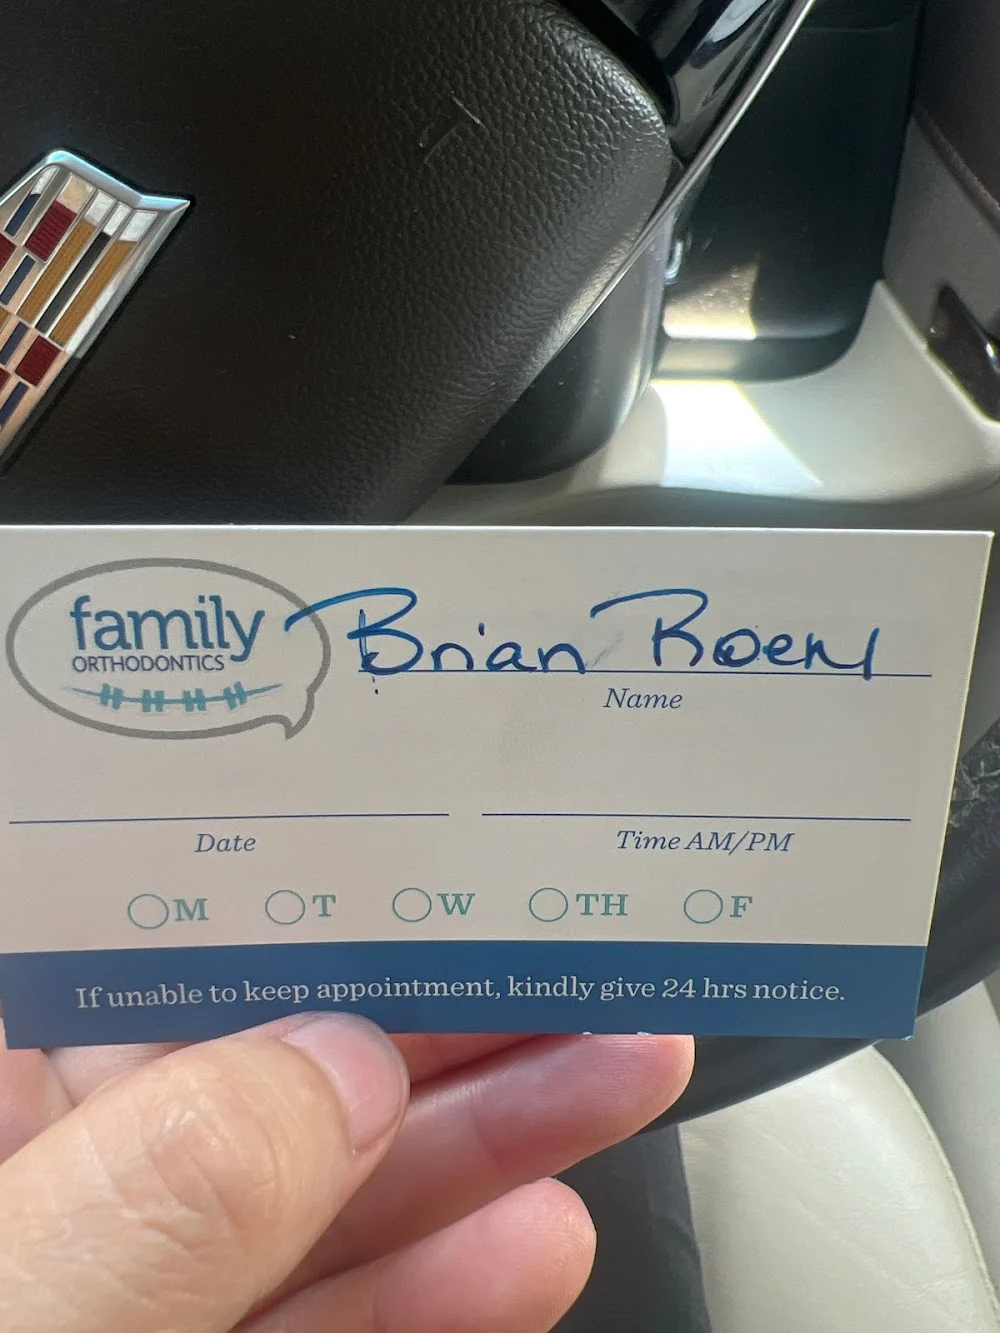 family
ORTHODONTICS
Brian
Name
Date
Time AM/PM
M T W TH F
If unable to keep appointment, kindly give 24 hrs notice.